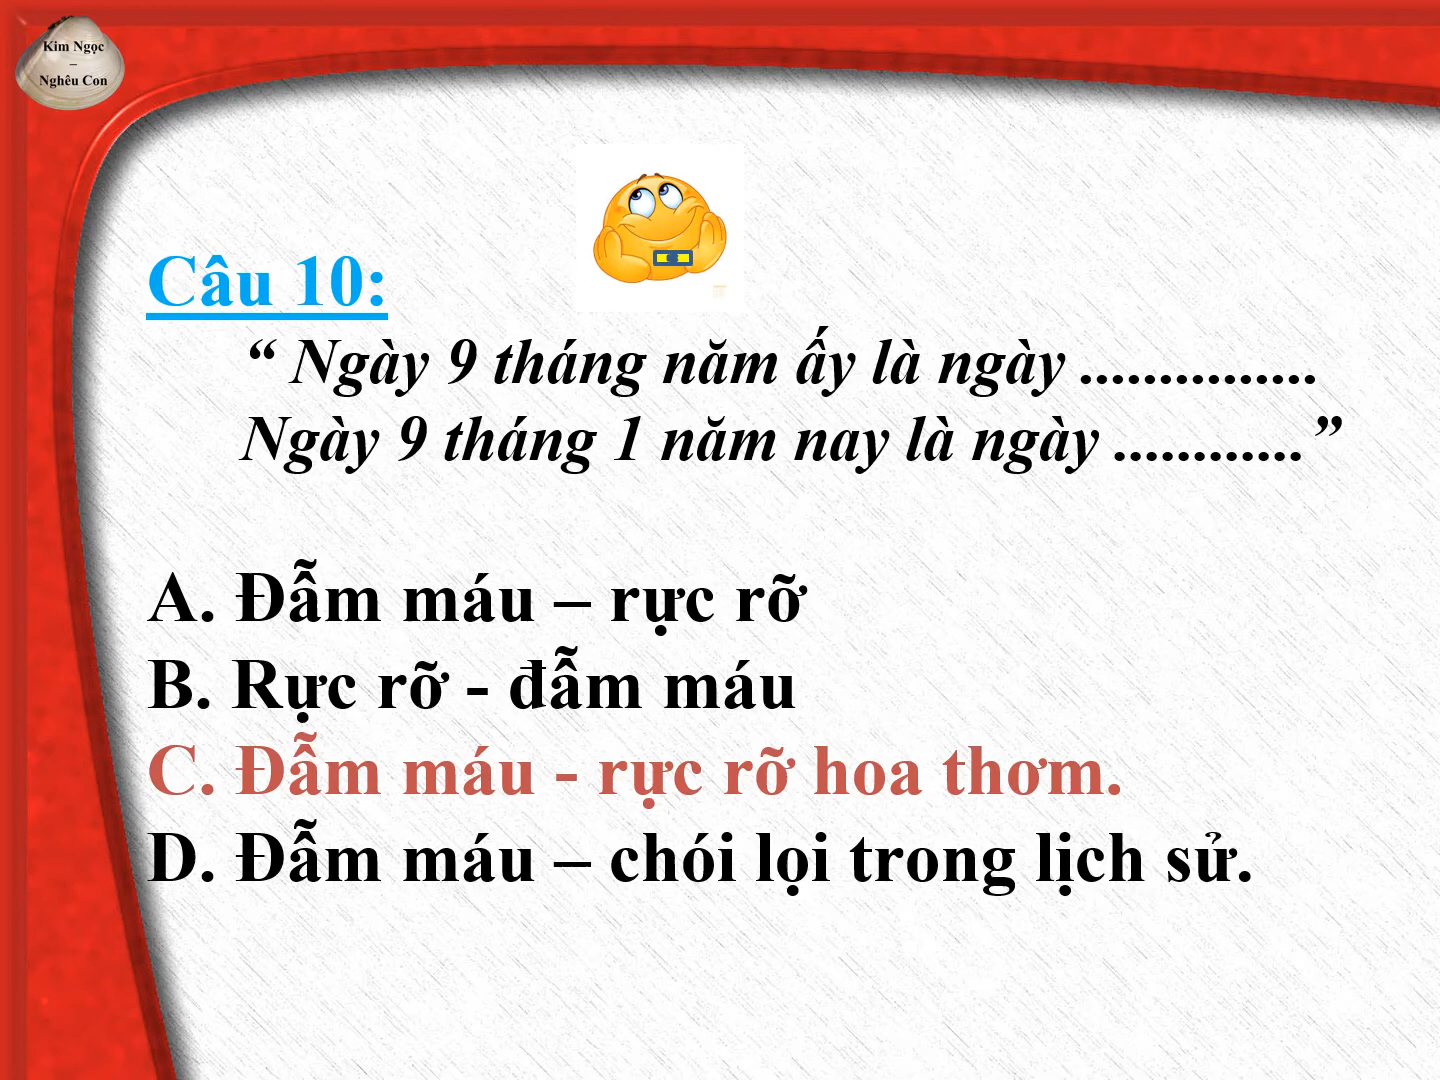 Kim Ngọc
–
Nghêu Con
Câu 10:
“ Ngày 9 tháng năm ấy là ngày ...............
Ngày 9 tháng 1 năm nay là ngày ............”
A. Đẫm máu – rực rỡ
B. Rực rỡ - đẫm máu
C. Đẫm máu - rực rỡ hoa thơm.
D. Đẫm máu – chói lọi trong lịch sử.